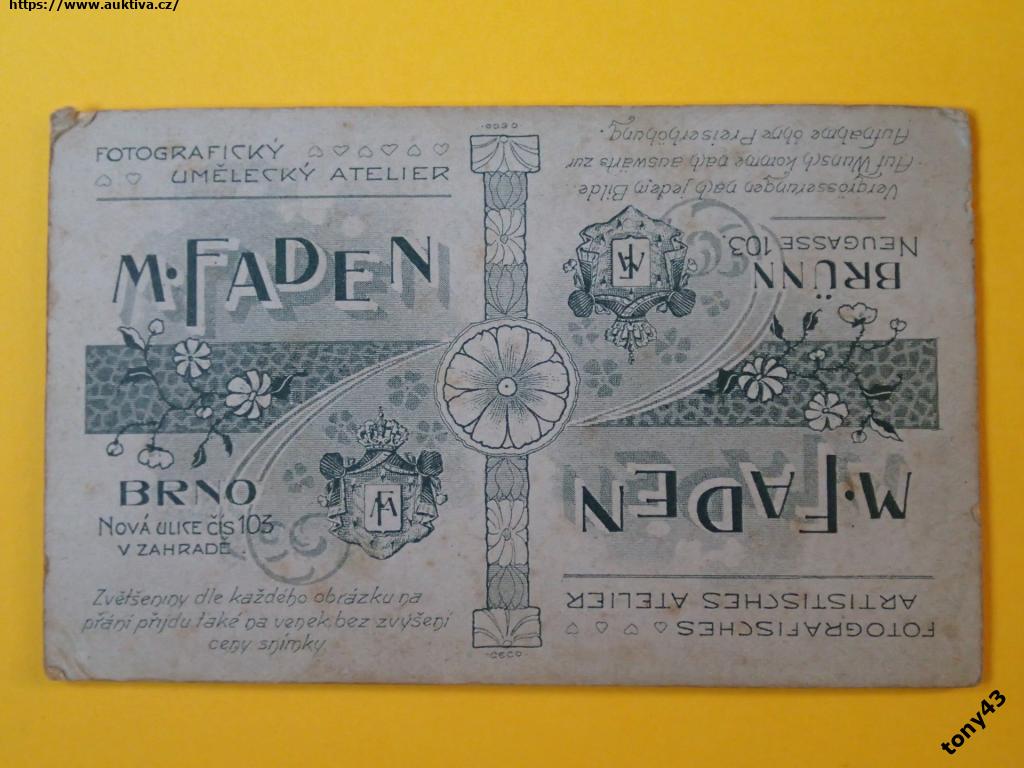 https://www.auktiva.cz/
FOTOGRAFICKÝ
UMĚLECKÝ ATELIER
M. FADEN
BRNO
NOVÁ ULICE ČÍS 103
V ZAHRADĚ.
Zvětšeniny dle každého obrázku na
přání přijdu také na venek bez zvyšení
ceny snímky.
FOTOGRAFISCHES
ARTISTISCHES ATELIER
M. FADEN
BRÜNN
NEUGASSE 103
Vergrösserungen nach jedem Bilde
Auf Wunsch komme nach auswärts zur
Aufnahme ohne Preiserhöhung.
tony43